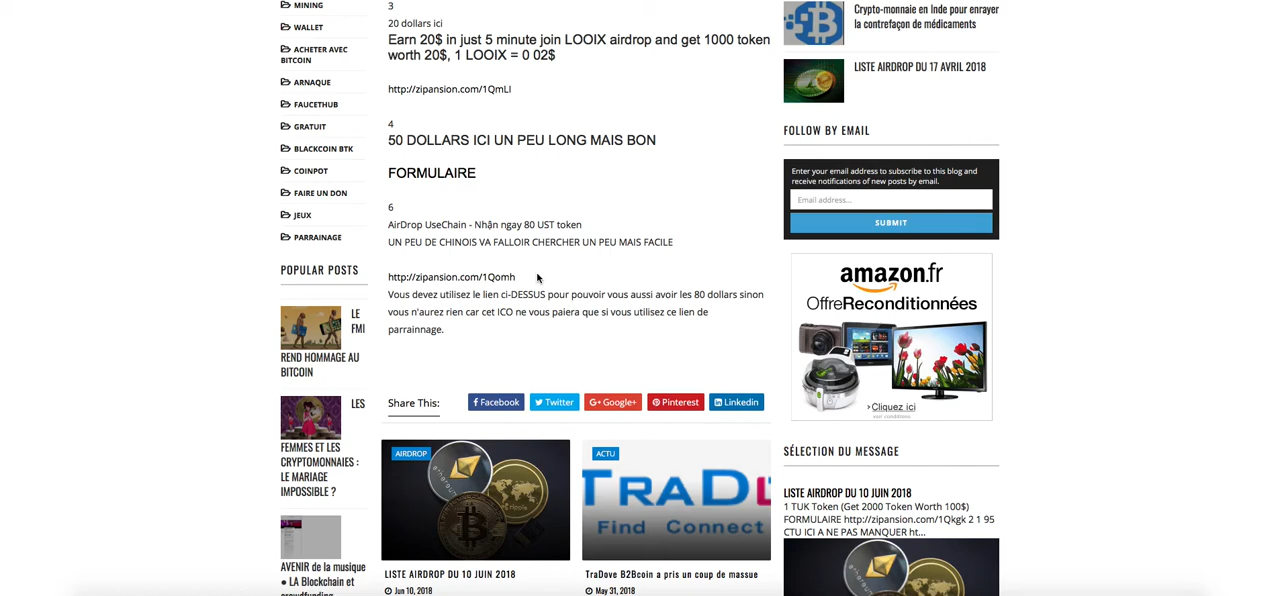 MINING
WALLET
ACHETER AVEC
BITCOIN
ARNAQUE
FAUCETHUB
GRATUIT
BLACKCOIN BTK
COINPOT
FAIRE UN DON
JEUX
PARRAINAGE
POPULAR POSTS
LE
FMI
REND HOMMAGE AU
BITCOIN
LES
FEMMES ET LES
CRYPTOMONNAIES :
LE MARIAGE
IMPOSSIBLE ?
AVENIR de la musique
● LA Blockchain et
3
20 dollars ici
Earn 20$ in just 5 minute join LOOIX airdrop and get 1000 token
worth 20$, 1 LOOIX = 0 02$
http://zipansion.com/1QmLI
4
50 DOLLARS ICI UN PEU LONG MAIS BON
FORMULAIRE
6
AirDrop UseChain - Nhận ngay 80 UST token
UN PEU DE CHINOIS VA FALLOIR CHERCHER UN PEU MAIS FACILE
http://zipansion.com/1Qomh
Vous devez utilisez le lien ci-DESSUS pour pouvoir vous aussi avoir les 80 dollars sinon
vous n'aurez rien car cet ICO ne vous paiera que si vous utilisez ce lien de
parrainnage.
Share This:
Facebook
Twitter
Google+
Pinterest
Linkedin
AIRDROP
LISTE AIRDROP DU 10 JUIN 2018
Jun 10, 2018
ACTU
TRADOVE
Find Connect
TraDove B2Bcoin a pris un coup de massue
May 31, 2018
Crypto-monnaie en Inde pour enrayer
la contrefaçon de médicaments
LISTE AIRDROP DU 17 AVRIL 2018
FOLLOW BY EMAIL
Enter your email address to subscribe to this blog and
receive notifications of new posts by email.
Email address...
SUBMIT
amazon.fr
OffreReconditionnées
Cliquez ici
voir conditions
SÉLECTION DU MESSAGE
LISTE AIRDROP DU 10 JUIN 2018
1 TUK Token (Get 2000 Token Worth 100$)
FORMULAIRE http://zipansion.com/1Qkgk 2 1 95
CTU ICI A NE PAS MANQUER ht...